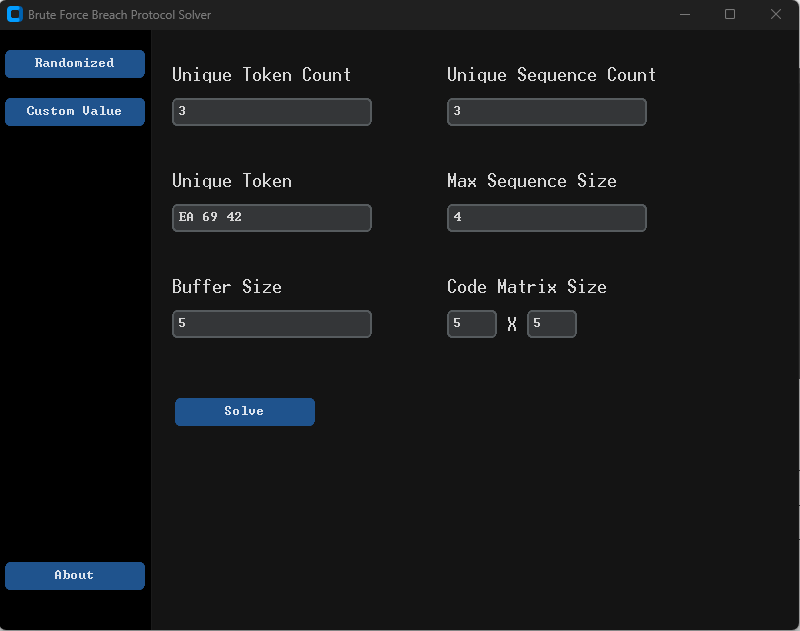 Brute Force Breach Protocol Solver
Randomized
Custom Value
About
Unique Token Count
3
Unique Sequence Count
3
Unique Token
EA 69 42
Max Sequence Size
4
Buffer Size
5
Code Matrix Size
5 X 5
Solve